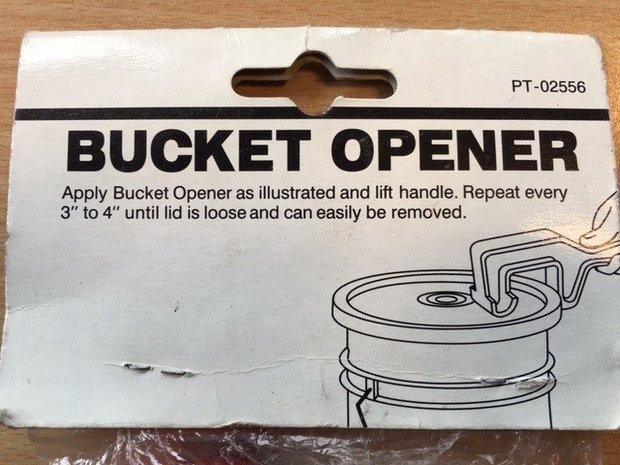 PT-02556
BUCKET OPENER
Apply Bucket Opener as illustrated and lift handle. Repeat every
3" to 4" until lid is loose and can easily be removed.